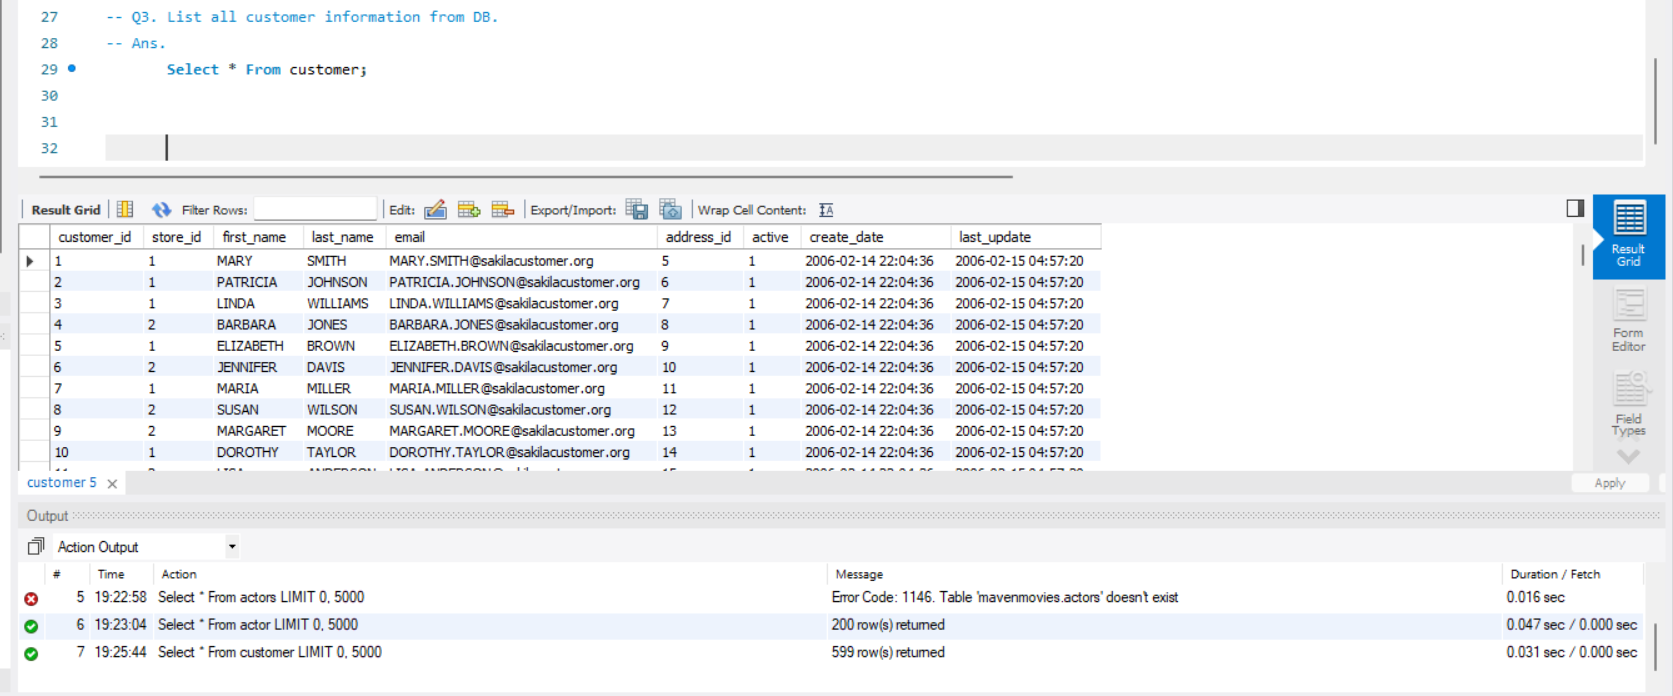 27 -- Q3. List all customer information from DB.
28 -- Ans.
29 Select * From customer;
30
31
32
Result Grid Filter Rows: Edit: Export/Import: Wrap Cell Content: IA
customer_id store_id first_name last_name email address_id active create_date last_update
1 1 MARY SMITH MARY.SMITH@sakilacustomer.org 5 1 2006-02-14 22:04:36 2006-02-15 04:57:20
2 1 PATRICIA JOHNSON PATRICIA.JOHNSON@sakilacustomer.org 6 1 2006-02-14 22:04:36 2006-02-15 04:57:20
3 1 LINDA WILLIAMS LINDA.WILLIAMS@sakilacustomer.org 7 1 2006-02-14 22:04:36 2006-02-15 04:57:20
4 2 BARBARA JONES BARBARA.JONES@sakilacustomer.org 8 1 2006-02-14 22:04:36 2006-02-15 04:57:20
5 1 ELIZABETH BROWN ELIZABETH.BROWN@sakilacustomer.org 9 1 2006-02-14 22:04:36 2006-02-15 04:57:20
6 2 JENNIFER DAVIS JENNIFER.DAVIS@sakilacustomer.org 10 1 2006-02-14 22:04:36 2006-02-15 04:57:20
7 1 MARIA MILLER MARIA.MILLER@sakilacustomer.org 11 1 2006-02-14 22:04:36 2006-02-15 04:57:20
8 2 SUSAN WILSON SUSAN.WILSON@sakilacustomer.org 12 1 2006-02-14 22:04:36 2006-02-15 04:57:20
9 2 MARGARET MOORE MARGARET.MOORE@sakilacustomer.org 13 1 2006-02-14 22:04:36 2006-02-15 04:57:20
10 1 DOROTHY TAYLOR DOROTHY.TAYLOR@sakilacustomer.org 14 1 2006-02-14 22:04:36 2006-02-15 04:57:20
Result
Grid
Form
Editor
Field
Types
customer 5
Apply
Output
Action Output
# Time Action Message Duration / Fetch
5 19:22:58 Select * From actors LIMIT 0, 5000 Error Code: 1146. Table 'mavenmovies.actors' doesn't exist 0.016 sec
6 19:23:04 Select * From actor LIMIT 0, 5000 200 row(s) returned 0.047 sec / 0.000 sec
7 19:25:44 Select * From customer LIMIT 0, 5000 599 row(s) returned 0.031 sec / 0.000 sec